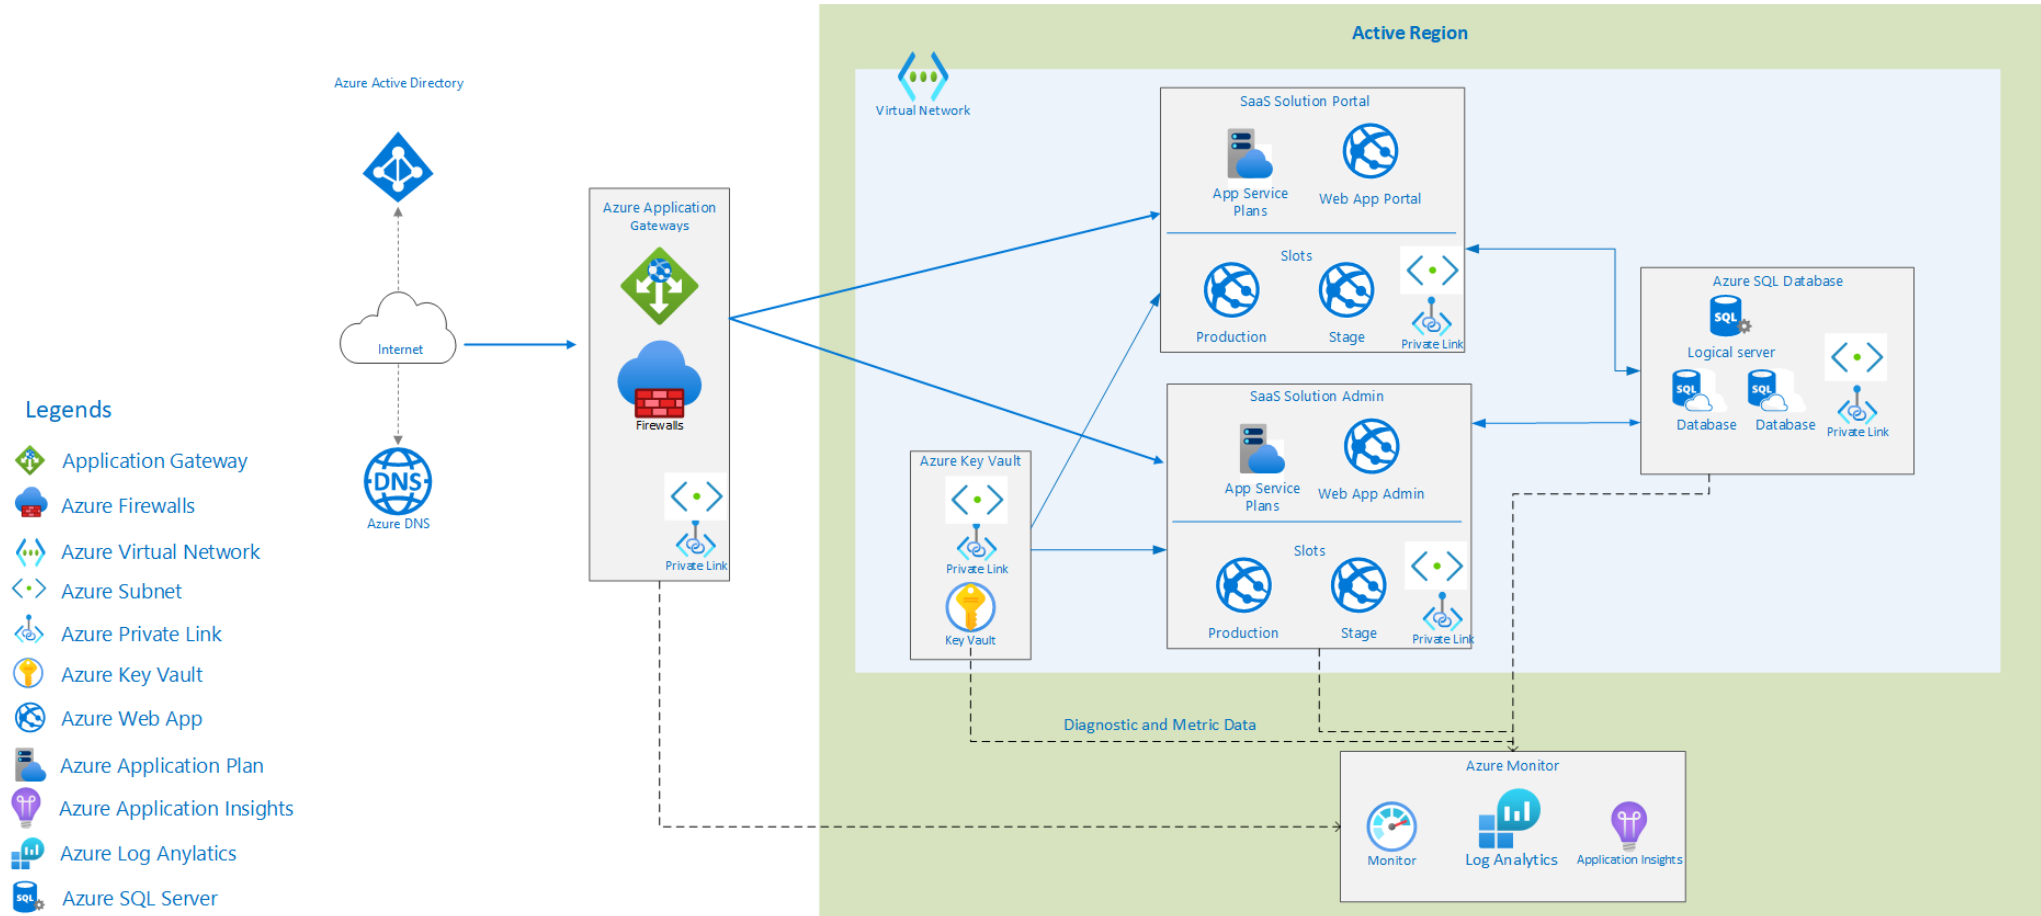 Active Region
Azure Active Directory
Virtual Network
SaaS Solution Portal
App Service
Plans
Web App Portal
Slots
Production
Stage
Private Link
Azure Application
Gateways
Firewalls
Private Link
Internet
Azure DNS
Azure SQL Database
SQL
Logical server
SQL
SQL
Database
Database
Private Link
SaaS Solution Admin
App Service
Plans
Web App Admin
Slots
Production
Stage
Private Link
Azure Key Vault
Private Link
Key Vault
DNS
Diagnostic and Metric Data
Azure Monitor
Monitor
Log Analytics
Application Insights
Legends
Application Gateway
Azure Firewalls
Azure Virtual Network
Azure Subnet
Azure Private Link
Azure Key Vault
Azure Web App
Azure Application Plan
Azure Application Insights
Azure Log Anylatics
SQL
Azure SQL Server